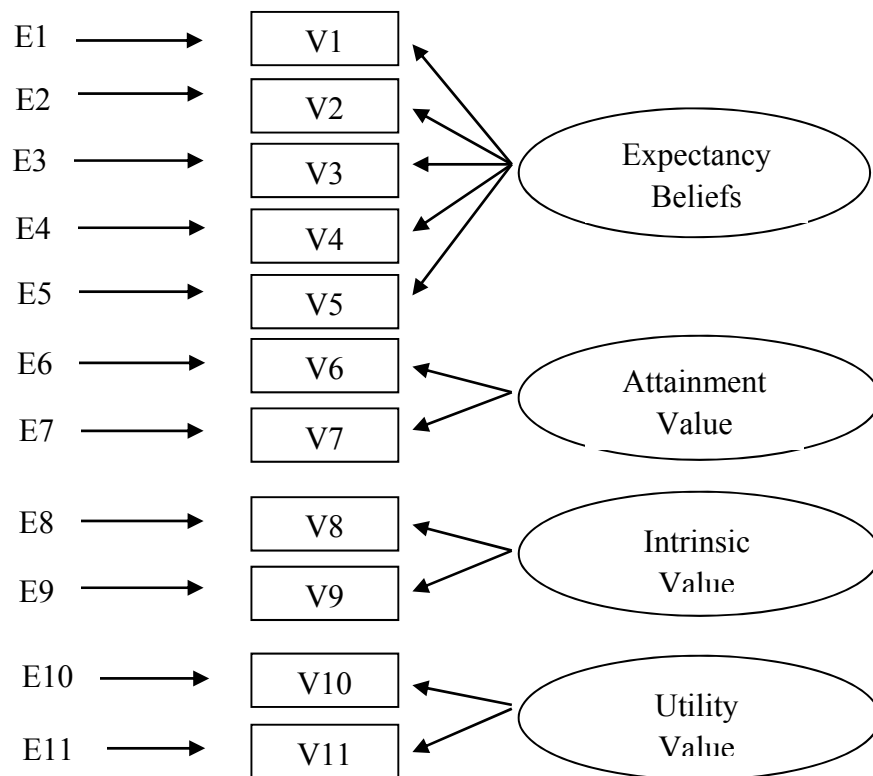 E1 V1
E2 V2
E3 V3
Expectancy
Beliefs
E4 V4
E5 V5
E6 V6
Attainment
Value
E7 V7
E8 V8
Intrinsic
Value
E9 V9
E10 V10
Utility
Value
E11 V11